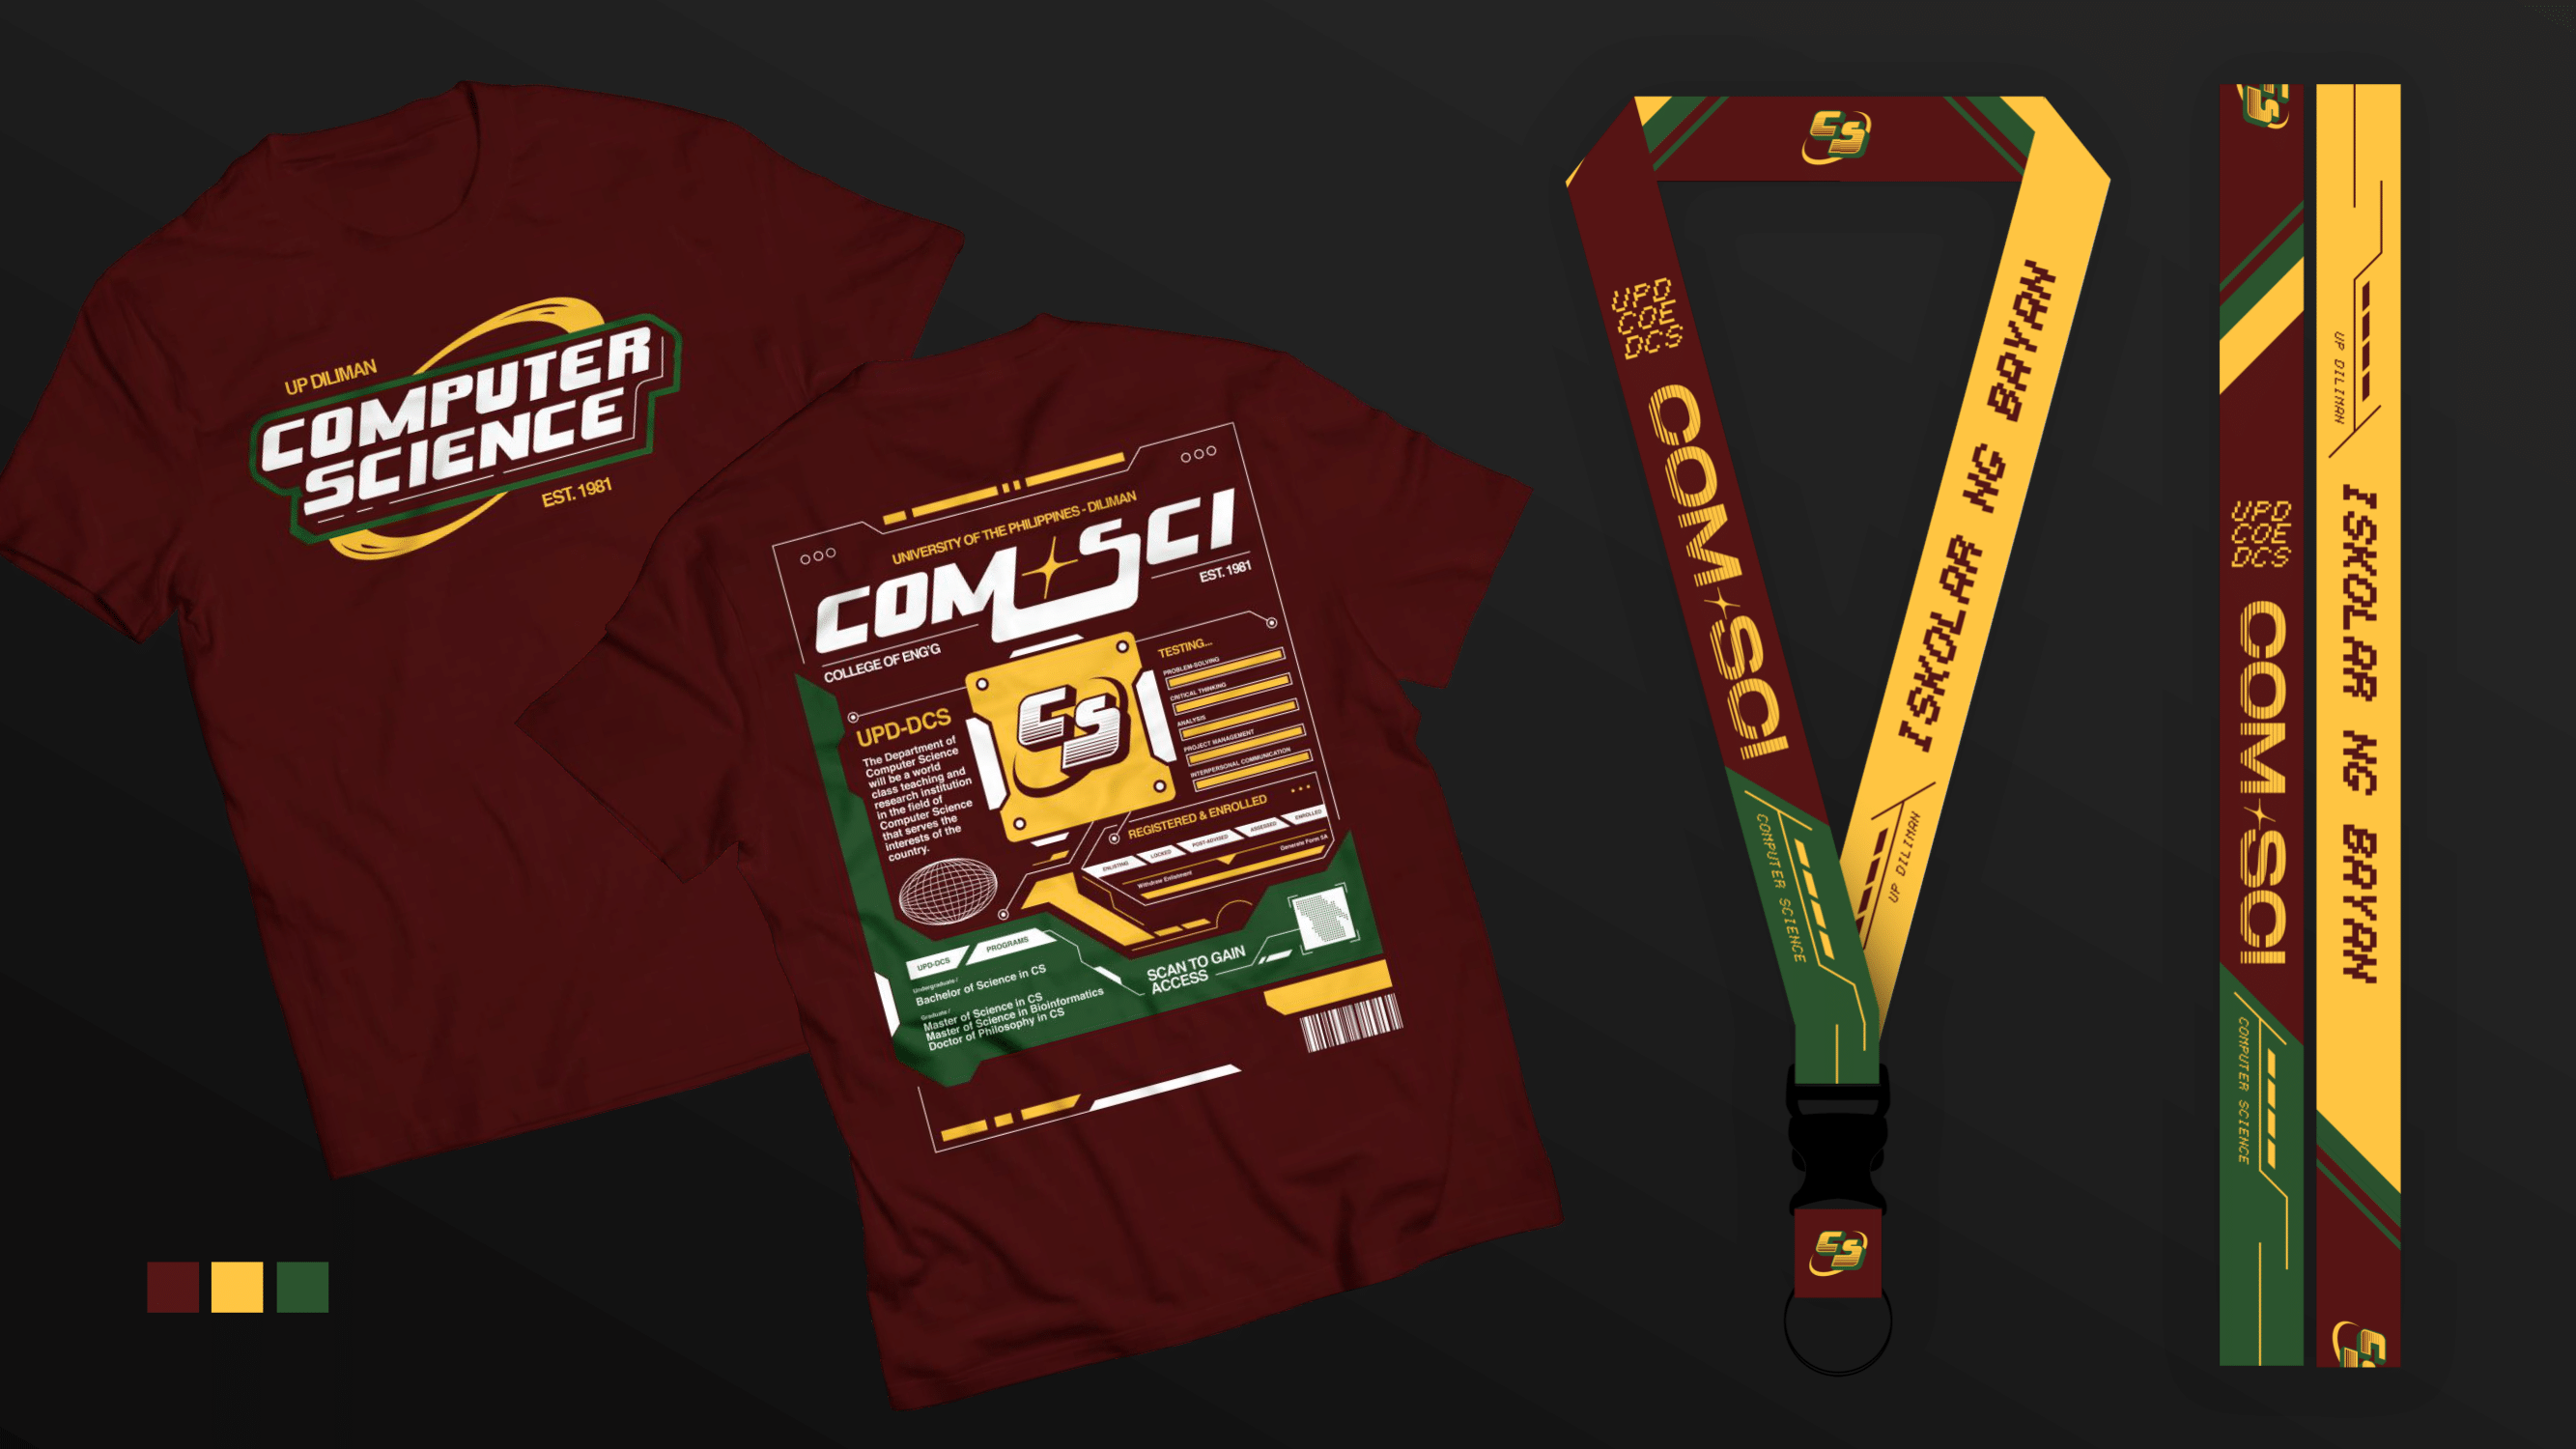 UP DILIMAN
COMPUTER
SCIENCE
EST. 1981
UNIVERSITY OF THE PHILIPPINES - DILIMAN
COM SCI
EST. 1981
COLLEGE OF ENG'G
UPD-DCS
The Department of
Computer Science
will be a world
class teaching and
research institution
in the field of
Computer Science
that serves the
interests of the
country.
CS
TESTING...
PROBLEM-SOLVING
CRITICAL THINKING
ANALYSIS
PROJECT MANAGEMENT
INTERPERSONAL COMMUNICATION
REGISTERED & ENROLLED
ENLISTING
LOCKED
POST-ADVISED
ASSESSED
ENROLLED
Generate Form 5A
Withdraw Enlistment
UPD-DCS
PROGRAMS
Undergraduate /
Bachelor of Science in CS
Graduate /
Master of Science in CS
Master of Science in Bioinformatics
Doctor of Philosophy in CS
SCAN TO GAIN
ACCESS
CS
UPD
COE
DCS
COM SCI
COMPUTER SCIENCE
ISKOLAR NG BAYAN
UP DILIMAN
CS
CS
UPD
COE
DCS
COM SCI
COMPUTER SCIENCE
UP DILIMAN
ISKOLAR NG BAYAN
CS